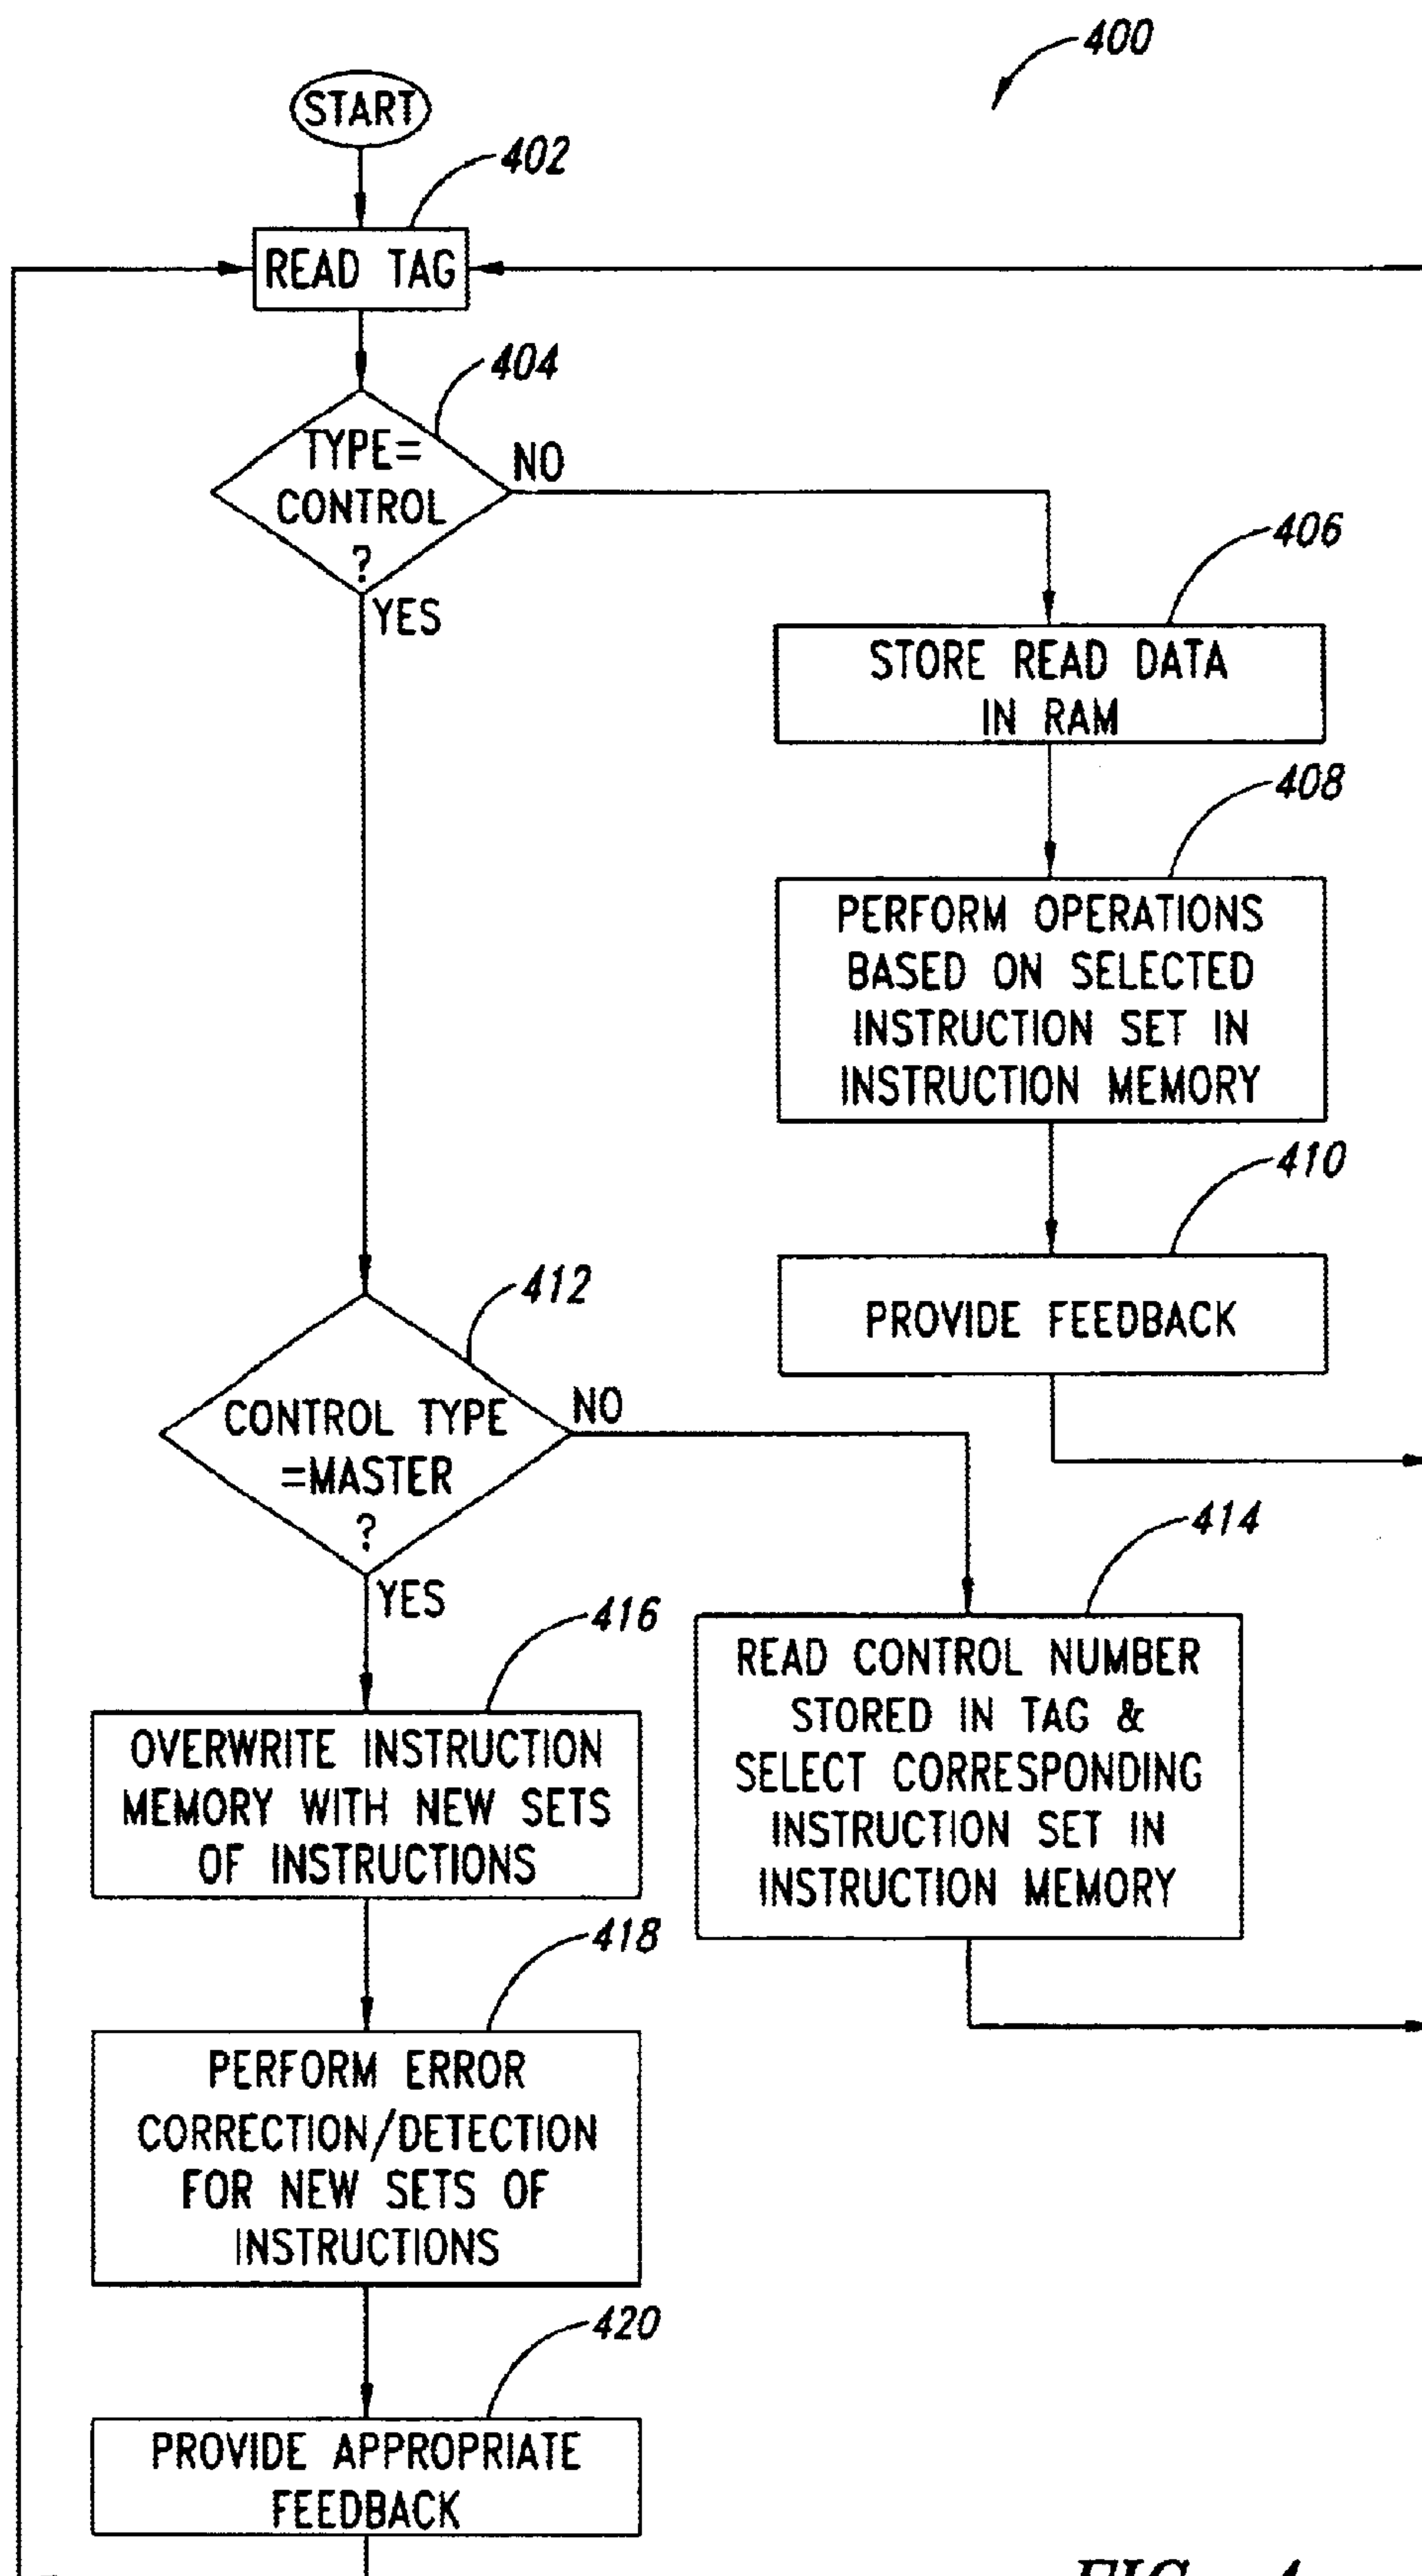 400
START
402
READ TAG
404
TYPE=
CONTROL
?
NO
YES
406
STORE READ DATA
IN RAM
408
PERFORM OPERATIONS
BASED ON SELECTED
INSTRUCTION SET IN
INSTRUCTION MEMORY
410
PROVIDE FEEDBACK
412
CONTROL TYPE
=MASTER
?
NO
YES
414
READ CONTROL NUMBER
STORED IN TAG &
SELECT CORRESPONDING
INSTRUCTION SET IN
INSTRUCTION MEMORY
416
OVERWRITE INSTRUCTION
MEMORY WITH NEW SETS
OF INSTRUCTIONS
418
PERFORM ERROR
CORRECTION/DETECTION
FOR NEW SETS OF
INSTRUCTIONS
420
PROVIDE APPROPRIATE
FEEDBACK
FIG. 4